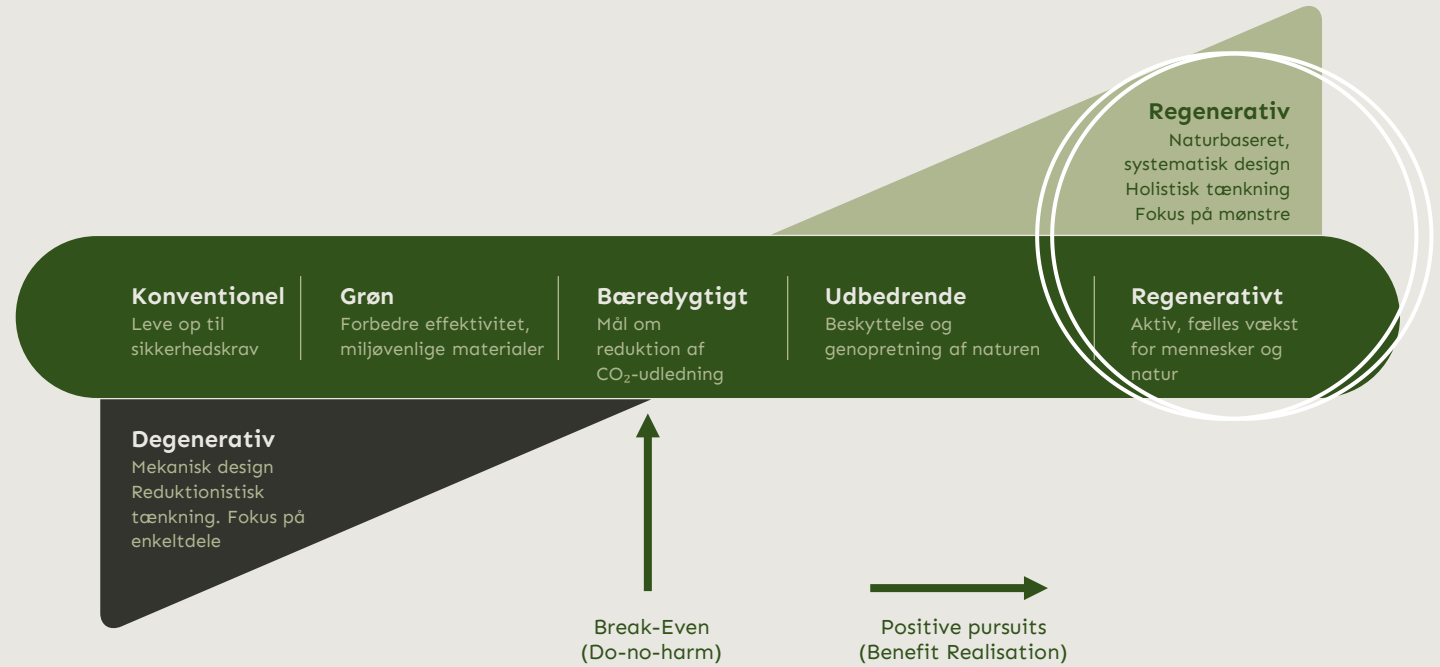 Regenerativ
Naturbaseret,
systematisk design
Holistisk tænkning
Fokus på mønstre
Konventionel
Leve op til
sikkerhedskrav
Grøn
Forbedre effektivitet,
miljøvenlige materialer
Bæredygtigt
Mål om
reduktion af
CO₂-udledning
Udbedrende
Beskyttelse og
genopretning af naturen
Regenerativt
Aktiv, fælles vækst
for mennesker og
natur
Degenerativ
Mekanisk design
Reduktionistisk
tænkning. Fokus på
enkeltdele
Break-Even
(Do-no-harm)
Positive pursuits
(Benefit Realisation)